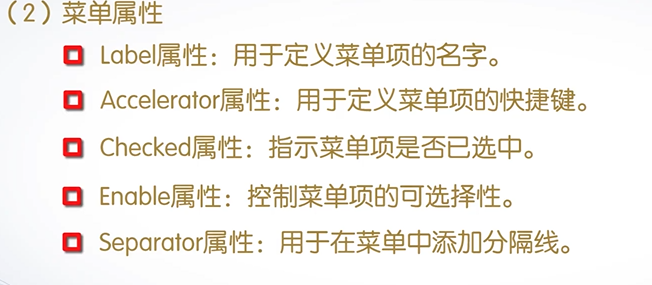 （2）菜单属性
Label属性：用于定义菜单项的名字。
Accelerator属性：用于定义菜单项的快捷键。
Checked属性：指示菜单项是否已选中。
Enable属性：控制菜单项的可选择性。
Separator属性：用于在菜单中添加分隔线。